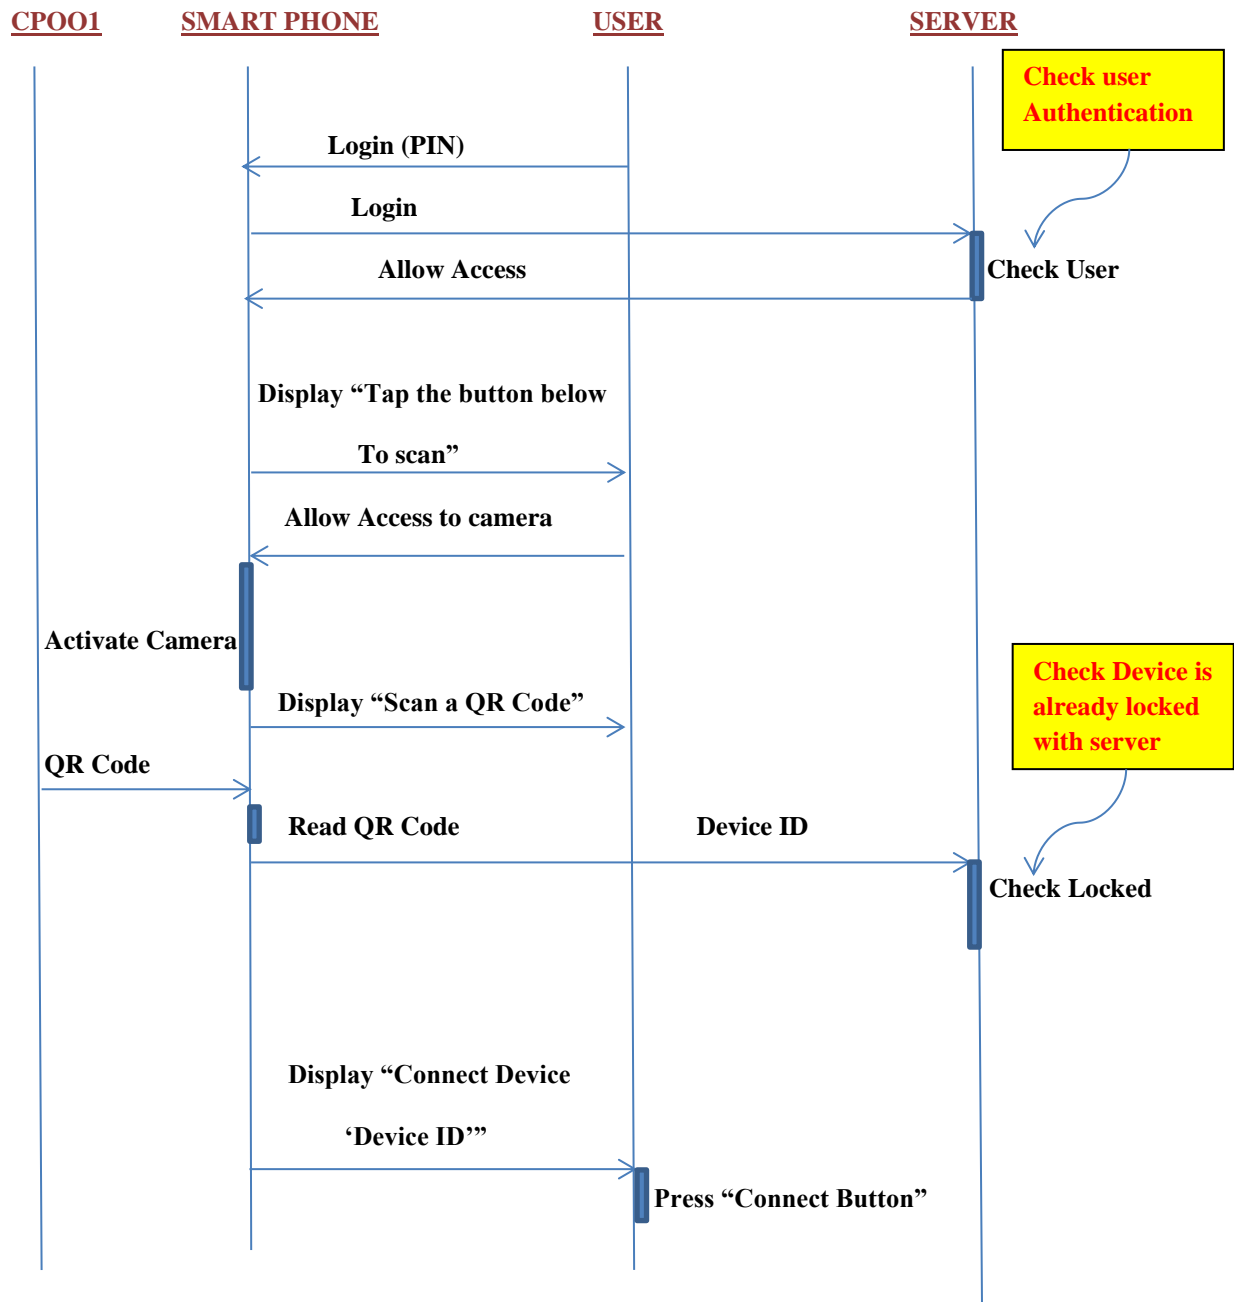 CPOO1 SMART PHONE USER SERVER
Check user
Authentication
Login (PIN)
Login
Allow Access
Check User
Display “Tap the button below
To scan”
Allow Access to camera
Activate Camera
Check Device is
already locked
with server
Display “Scan a QR Code”
QR Code
Read QR Code
Device ID
Check Locked
Display “Connect Device
‘Device ID’”
Press “Connect Button”